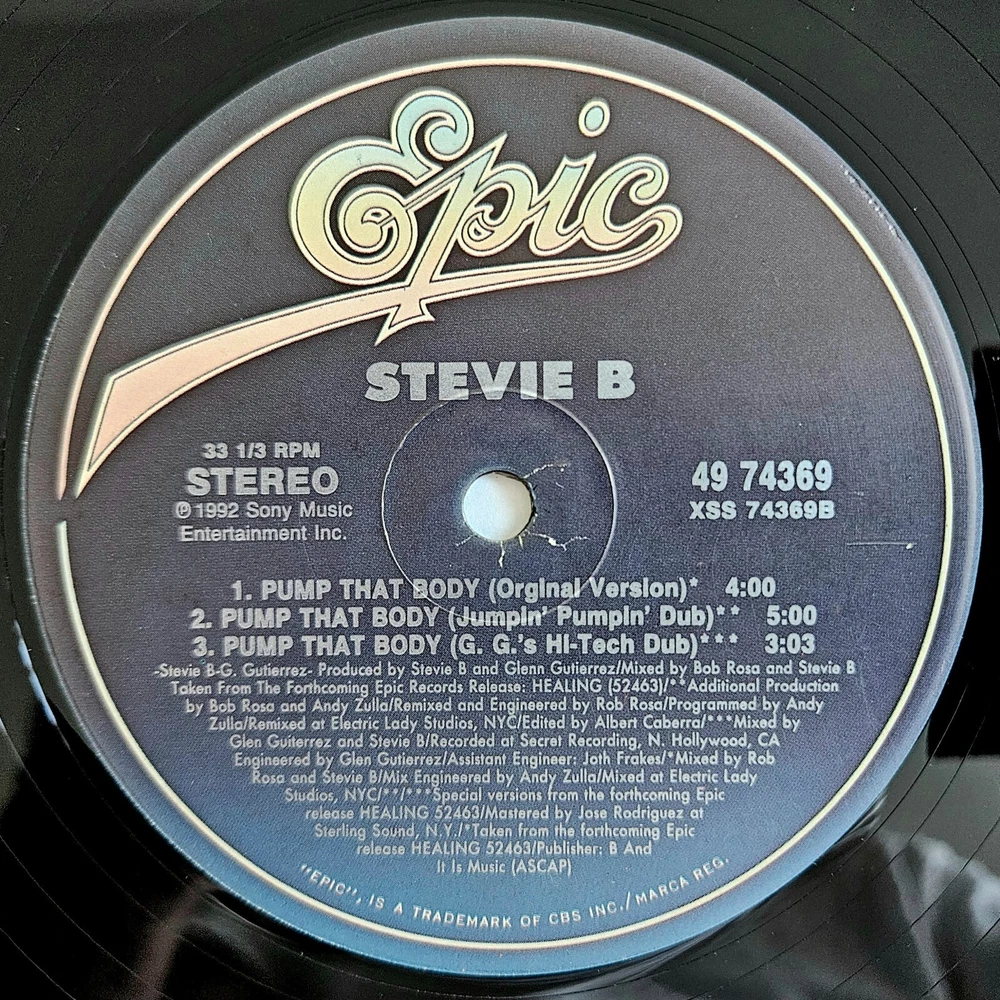 Epic
STEVIE B
33 1/3 RPM
STEREO
℗ 1992 Sony Music
Entertainment Inc.
49 74369
XSS 74369B
1. PUMP THAT BODY (Orginal Version)* 4:00
2. PUMP THAT BODY (Jumpin' Pumpin' Dub)** 5:00
3. PUMP THAT BODY (G. G.'s HI-Tech Dub)*** 3:03
-Stevie B-G. Gutierrez- Produced by Stevie B and Glenn Gutierrez/Mixed by Bob Rosa and Stevie B
Taken From The Forthcoming Epic Records Release: HEALING (52463)/**Additional Production
by Bob Rosa and Andy Zulla/Remixed and Engineered by Rob Rosa/Programmed by Andy
Zulla/Remixed at Electric Lady Studios, NYC/Edited by Albert Caberra/***Mixed by
Glen Guiterrez and Stevie B/Recorded at Secret Recording, N. Hollywood, CA
Engineered by Glen Gutierrez/Assistant Engineer: Joth Frakes/*Mixed by Rob
Rosa and Stevie B/Mix Engineered by Andy Zulla/Mixed at Electric Lady
Studios, NYC/**/***Special versions from the forthcoming Epic
release HEALING 52463/Mastered by Jose Rodriguez at
Sterling Sound, N.Y./*Taken from the forthcoming Epic
release HEALING 52463/Publisher: B And
It Is Music (ASCAP)
"EPIC", IS A TRADEMARK OF CBS INC./MARCA REG.